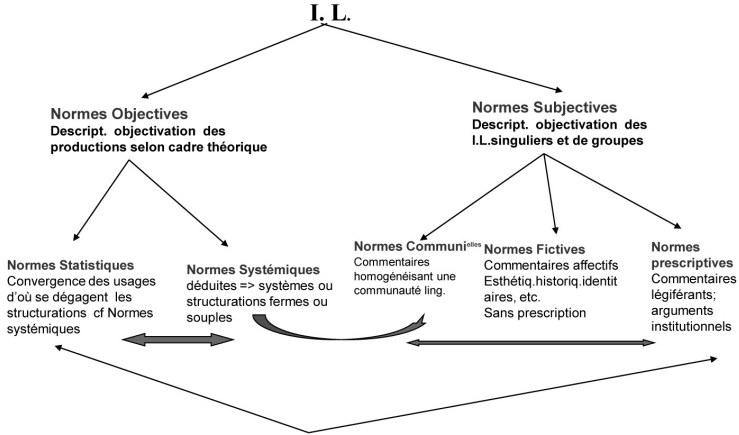 I. L.
Normes Objectives
Descript. objectivation des
productions selon cadre théorique
Normes Subjectives
Descript. objectivation des
I.L.singuliers et de groupes
Normes Statistiques
Convergence des usages
d'où se dégagent les
structurations cf Normes
systémiques
Normes Systémiques
déduites => systèmes ou
structurations fermes ou
souples
Normes Communielles
Commentaires
homogénéisant une
communauté ling.
Normes Fictives
Commentaires affectifs
Esthétiq.historiq.identit
aires, etc.
Sans prescription
Normes
prescriptives
Commentaires
légiférants;
arguments
institutionnels